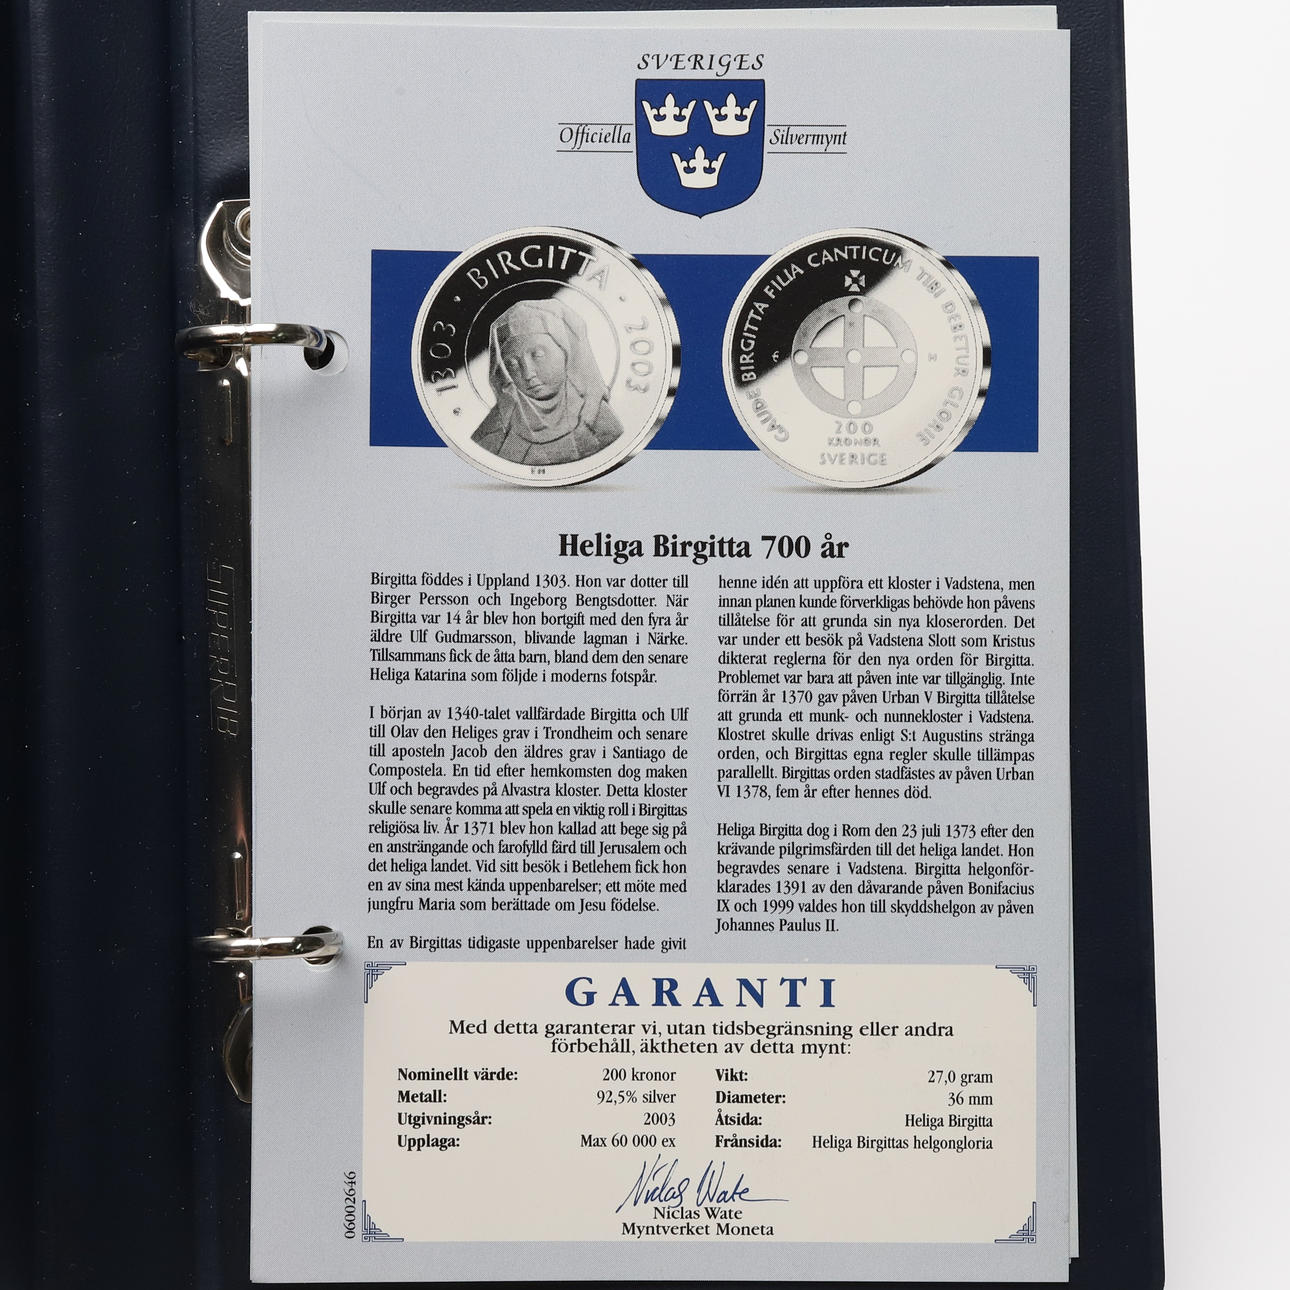 SVERIGES
Officiella Silvermynt
1303 · BIRGITTA · 2003
GAUDE BIRGITTA FILIA CANTICUM TIBI DEBETUR GLORIE
200
KRONOR
SVERIGE
Heliga Birgitta 700 år
Birgitta föddes i Uppland 1303. Hon var dotter till
Birger Persson och Ingeborg Bengtsdotter. När
Birgitta var 14 år blev hon bortgift med den fyra år
äldre Ulf Gudmarsson, blivande lagman i Närke.
Tillsammans fick de åtta barn, bland dem den senare
Heliga Katarina som följde i moderns fotspår.
I början av 1340-talet vallfärdade Birgitta och Ulf
till Olav den Heliges grav i Trondheim och senare
till aposteln Jacob den äldres grav i Santiago de
Compostela. En tid efter hemkomsten dog maken
Ulf och begravdes på Alvastra kloster. Detta kloster
skulle senare komma att spela en viktig roll i Birgittas
religiösa liv. År 1371 blev hon kallad att bege sig på
en ansträngande och farofylld färd till Jerusalem och
det heliga landet. Vid sitt besök i Betlehem fick hon
en av sina mest kända uppenbarelser; ett möte med
jungfru Maria som berättade om Jesu födelse.
En av Birgittas tidigaste uppenbarelser hade givit
henne idén att uppföra ett kloster i Vadstena, men
innan planen kunde förverkligas behövde hon påvens
tillåtelse för att grunda sin nya kloserorden. Det
var under ett besök på Vadstena Slott som Kristus
dikterat reglerna för den nya orden för Birgitta.
Problemet var bara att påven inte var tillgänglig. Inte
förrän år 1370 gav påven Urban V Birgitta tillåtelse
att grunda ett munk- och nunnekloster i Vadstena.
Klostret skulle drivas enligt S:t Augustins stränga
orden, och Birgittas egna regler skulle tillämpas
parallellt. Birgittas orden stadfästes av påven Urban
VI 1378, fem år efter hennes död.
Heliga Birgitta dog i Rom den 23 juli 1373 efter den
krävande pilgrimsfärden till det heliga landet. Hon
begravdes senare i Vadstena. Birgitta helgonför-
klarades 1391 av den dåvarande påven Bonifacius
IX och 1999 valdes hon till skyddshelgon av påven
Johannes Paulus II.
GARANTI
Med detta garanterar vi, utan tidsbegränsning eller andra
förbehåll, äktheten av detta mynt:
Nominellt värde: 200 kronor
Metall: 92,5% silver
Utgivningsår: 2003
Upplaga: Max 60 000 ex
Vikt: 27,0 gram
Diameter: 36 mm
Åtsida: Heliga Birgitta
Frånsida: Heliga Birgittas helgongloria
Niclas Wate
Niclas Wate
Myntverket Moneta
06002646
SUPERRIB